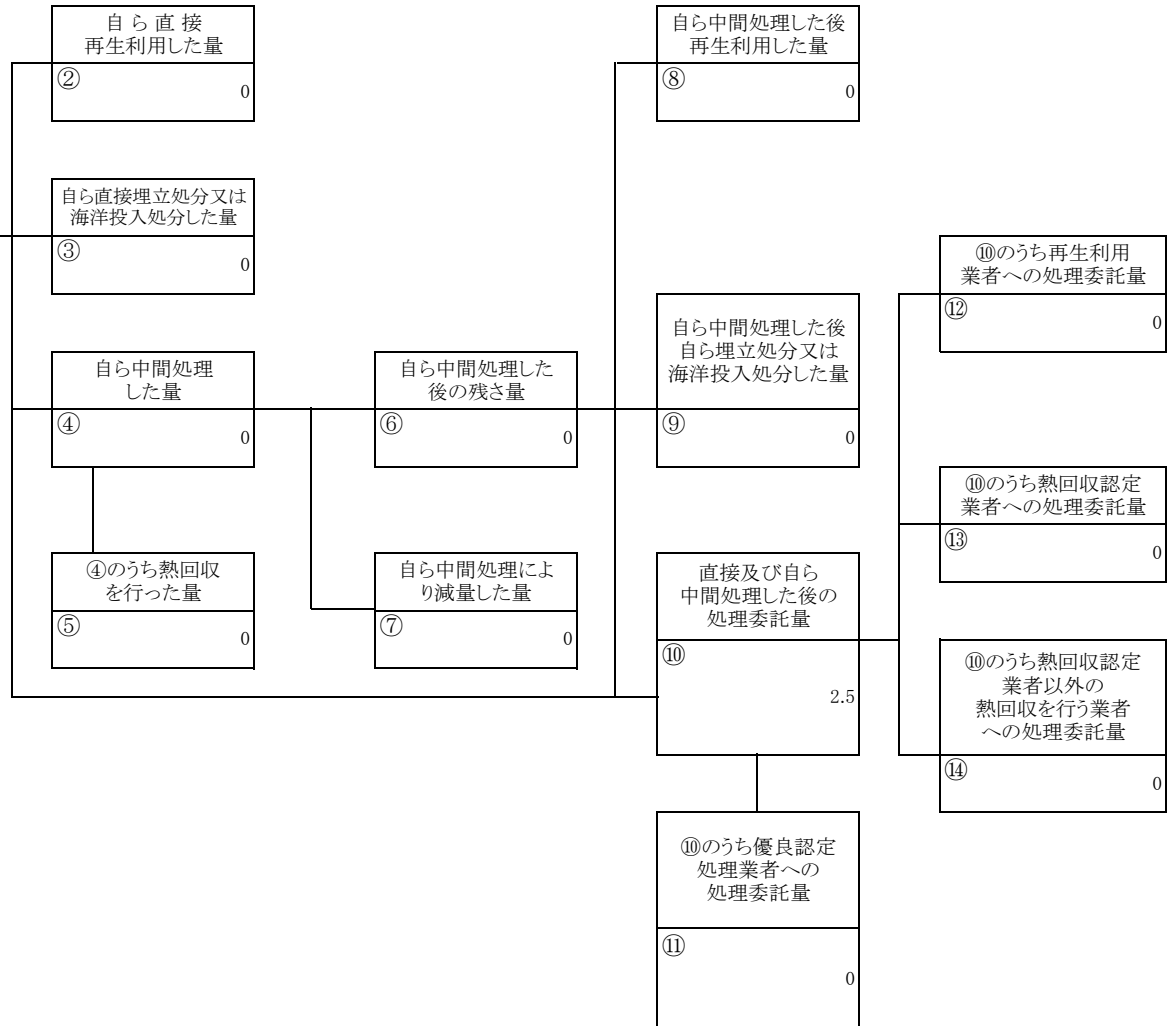 自 ら 直 接
再生利用した量
②
0
自ら直接埋立処分又は
海洋投入処分した量
③
0
自ら中間処理
した量
④
0
④のうち熱回収
を行った量
⑤
0
自ら中間処理した
後の残さ量
⑥
0
自ら中間処理によ
り減量した量
⑦
0
自ら中間処理した後
再生利用した量
⑧
0
自ら中間処理した後
自ら埋立処分又は
海洋投入処分した量
⑨
0
直接及び自ら
中間処理した後の
処理委託量
⑩
2.5
⑩のうち優良認定
処理業者への
処理委託量
⑪
0
⑩のうち再生利用
業者への処理委託量
⑫
0
⑩のうち熱回収認定
業者への処理委託量
⑬
0
⑩のうち熱回収認定
業者以外の
熱回収を行う業者
への処理委託量
⑭
0